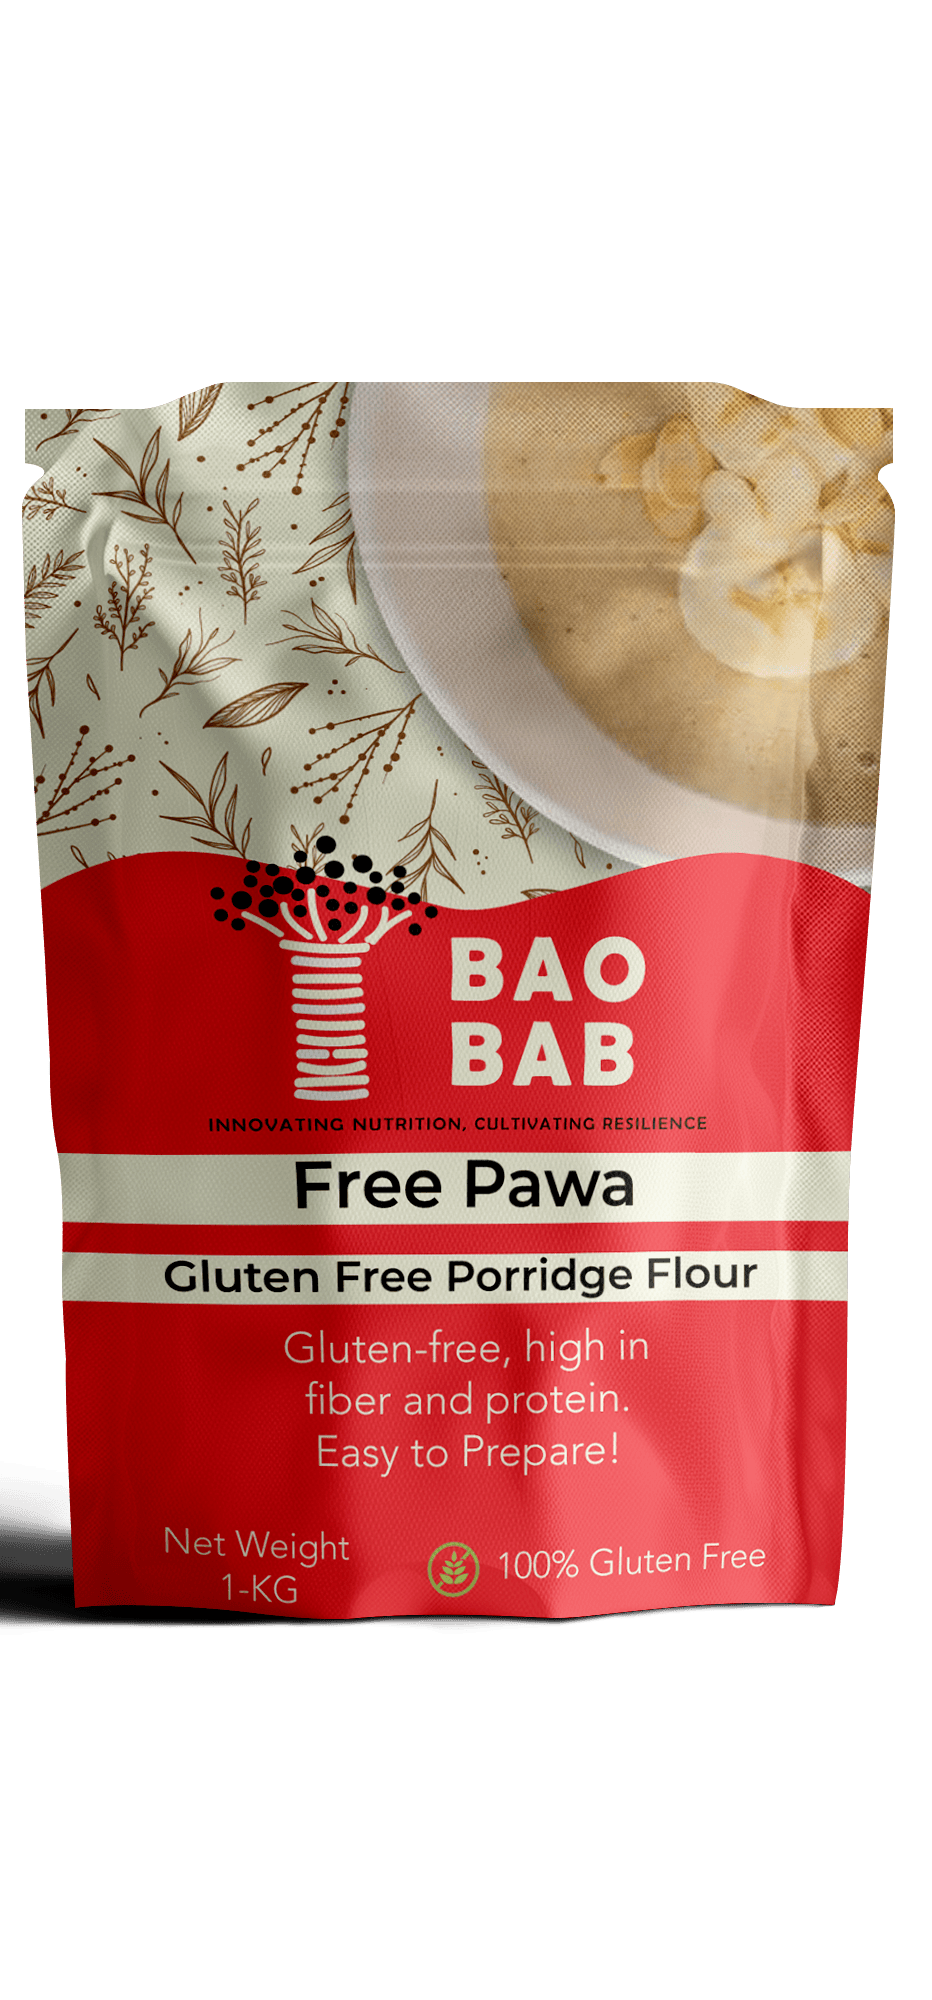 BAO
BAB
INNOVATING NUTRITION, CULTIVATING RESILIENCE
Free Pawa
Gluten Free Porridge Flour
Gluten-free, high in
fiber and protein.
Easy to Prepare!
Net Weight
1-KG
100% Gluten Free